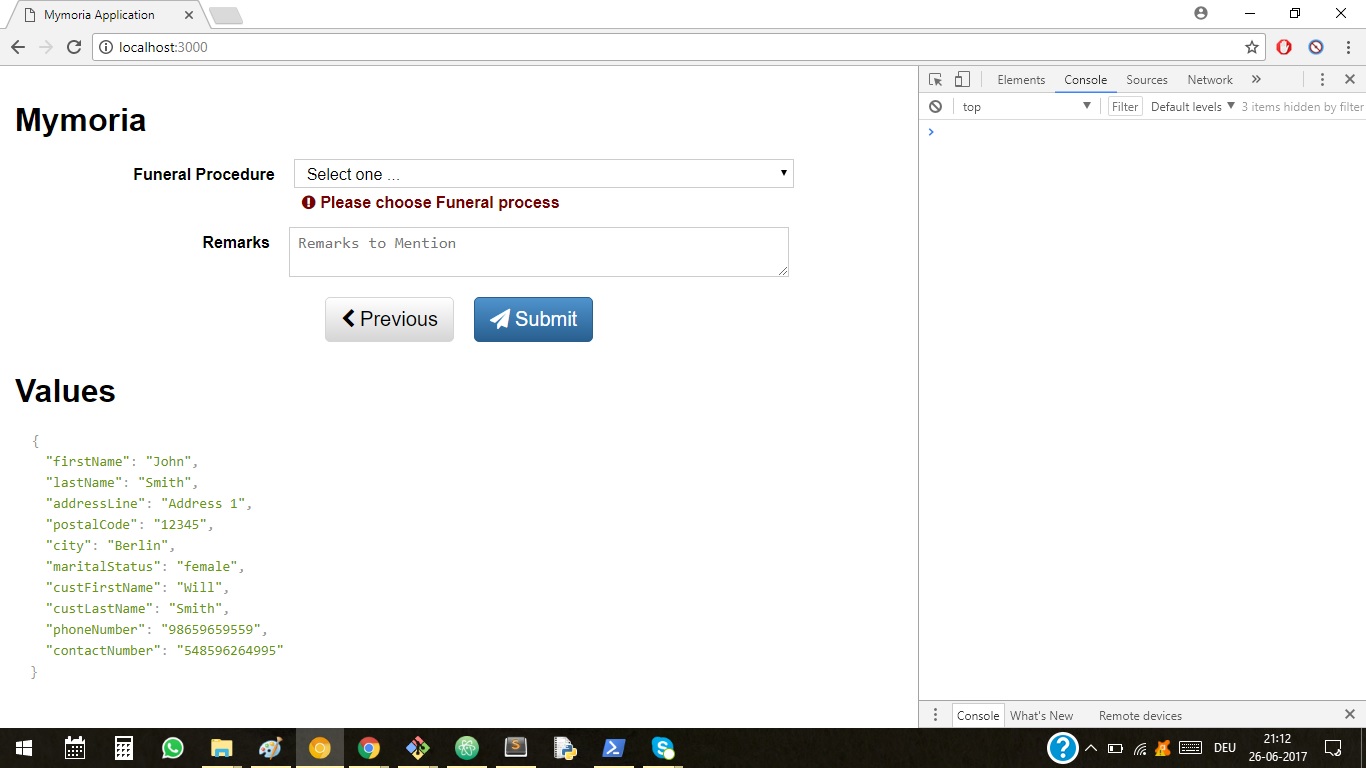 Mymoria Application
localhost:3000
Elements Console Sources Network »
top Filter Default levels 3 items hidden by filter
Mymoria
Funeral Procedure Select one ...
Please choose Funeral process
Remarks Remarks to Mention
Previous Submit
Values
{
"firstName": "John",
"lastName": "Smith",
"addressLine": "Address 1",
"postalCode": "12345",
"city": "Berlin",
"maritalStatus": "female",
"custFirstName": "Will",
"custLastName": "Smith",
"phoneNumber": "98659659559",
"contactNumber": "548596264995"
}
Console What's New Remote devices
DEU 21:12
26-06-2017